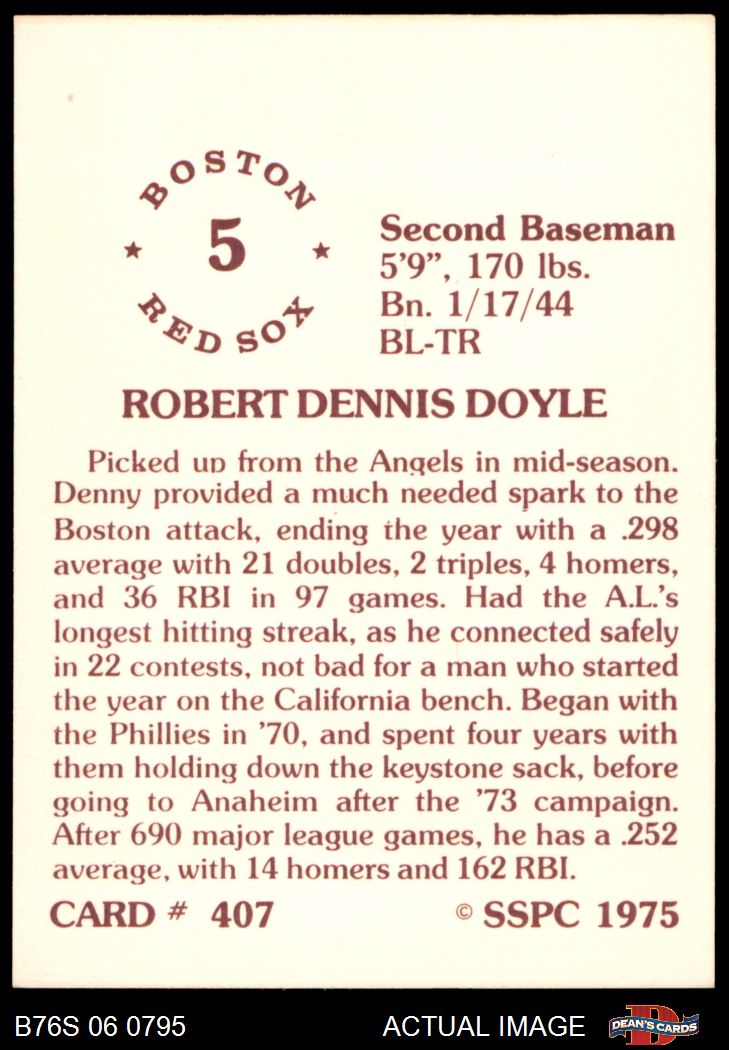 BOSTON
5
RED SOX
Second Baseman
5'9”, 170 lbs.
Bn. 1/17/44
BL-TR
ROBERT DENNIS DOYLE
Picked up from the Angels in mid-season.
Denny provided a much needed spark to the
Boston attack, ending the year with a .298
average with 21 doubles, 2 triples, 4 homers,
and 36 RBI in 97 games. Had the A.L.'s
longest hitting streak, as he connected safely
in 22 contests, not bad for a man who started
the year on the California bench. Began with
the Phillies in '70, and spent four years with
them holding down the keystone sack, before
going to Anaheim after the '73 campaign.
After 690 major league games, he has a .252
average, with 14 homers and 162 RBI.
CARD # 407 © SSPC 1975
B76S 06 0795 ACTUAL IMAGE DEAN'S CARDS